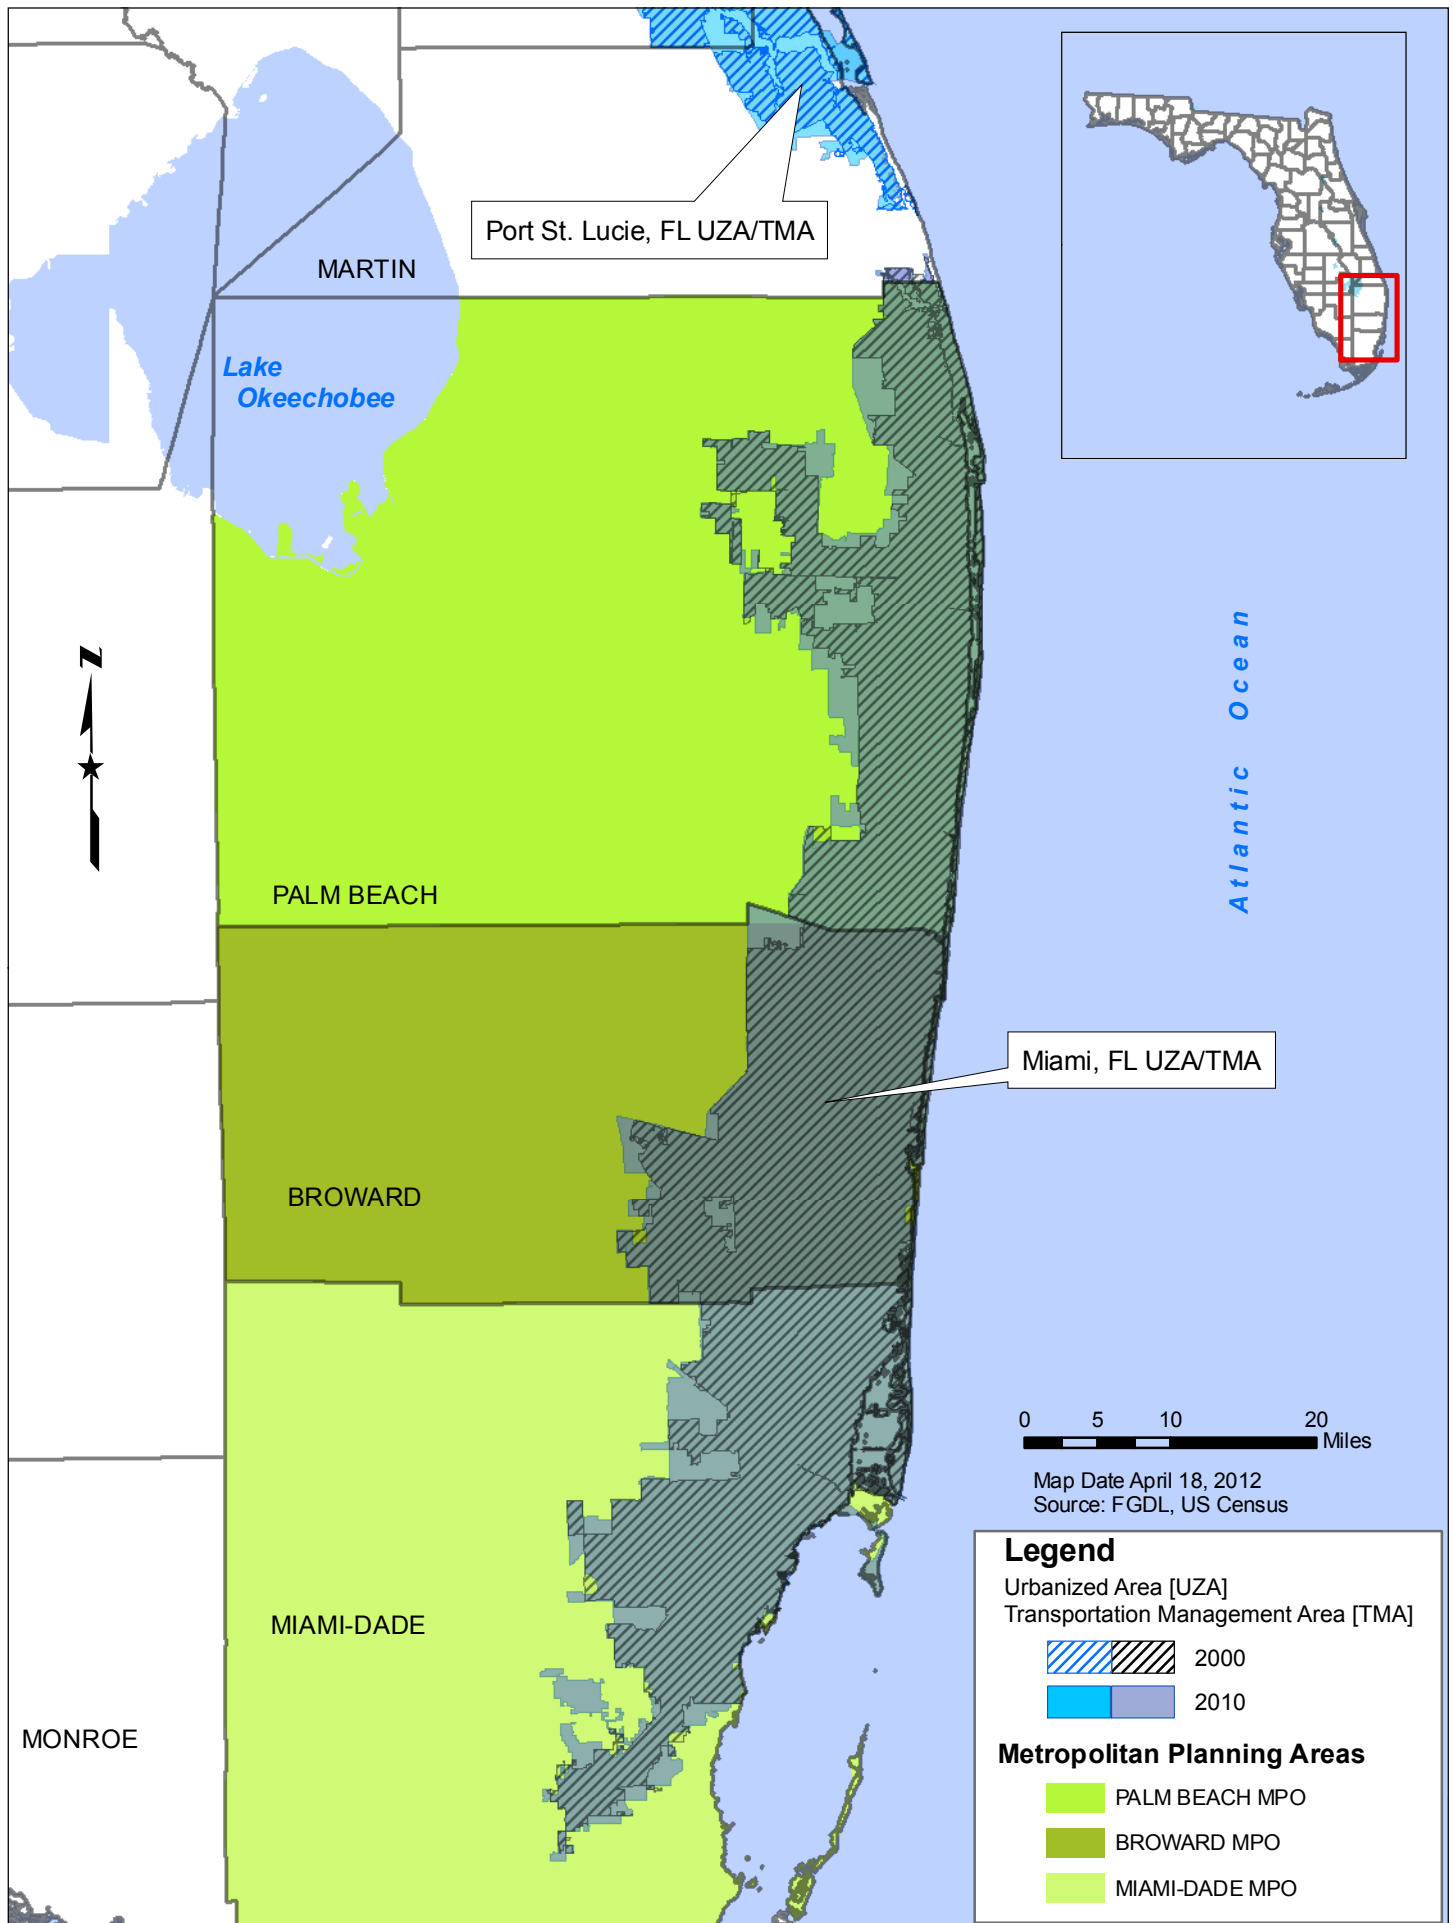 Port St. Lucie, FL UZA/TMA
MARTIN
Lake
Okeechobee
N
Atlantic Ocean
PALM BEACH
Miami, FL UZA/TMA
BROWARD
0 5 10 20
Miles
Map Date April 18, 2012
Source: FGDL, US Census
MIAMI-DADE
MONROE
Legend
Urbanized Area [UZA]
Transportation Management Area [TMA]
2000
2010
Metropolitan Planning Areas
PALM BEACH MPO
BROWARD MPO
MIAMI-DADE MPO